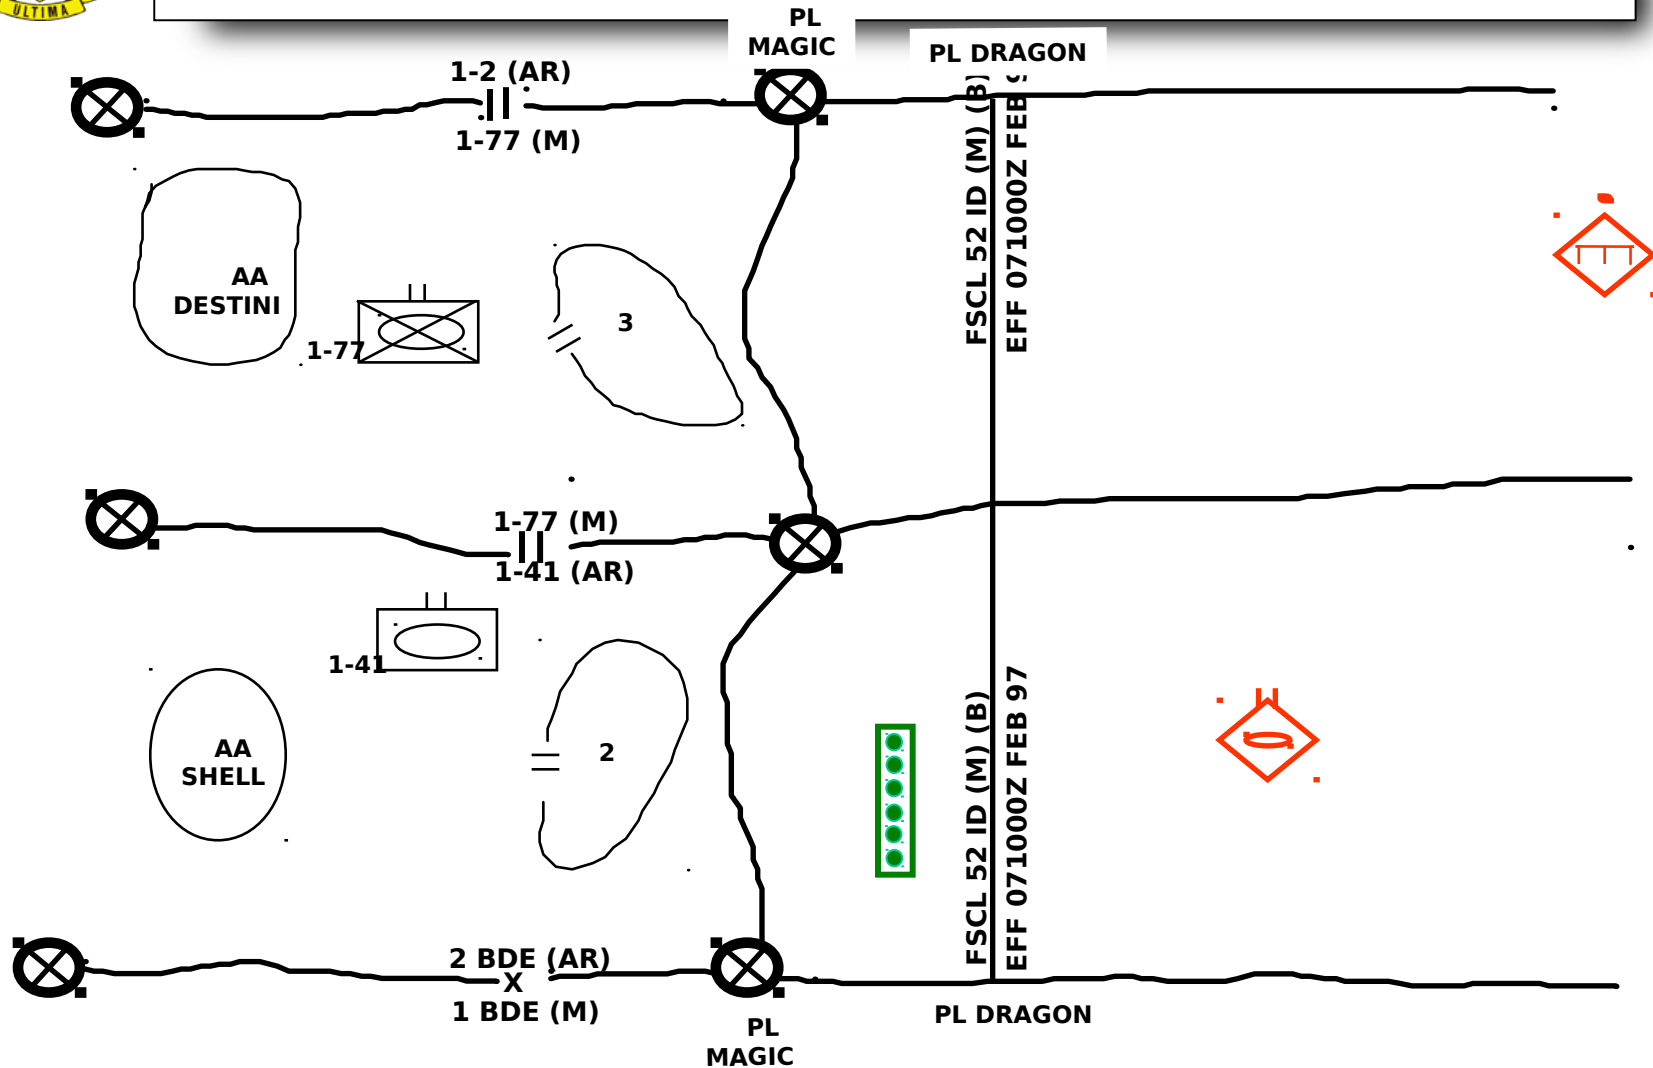 ULTIMA
PL
MAGIC
PL DRAGON
1-2 (AR)
1-77 (M)
FSCL 52 ID (M) (B)
EFF 071000Z FEB 9
AA
DESTINI
1-77
3
1-77 (M)
1-41 (AR)
1-41
AA
SHELL
2
FSCL 52 ID (M) (B)
EFF 071000Z FEB 97
2 BDE (AR)
X
1 BDE (M)
PL DRAGON
PL
MAGIC